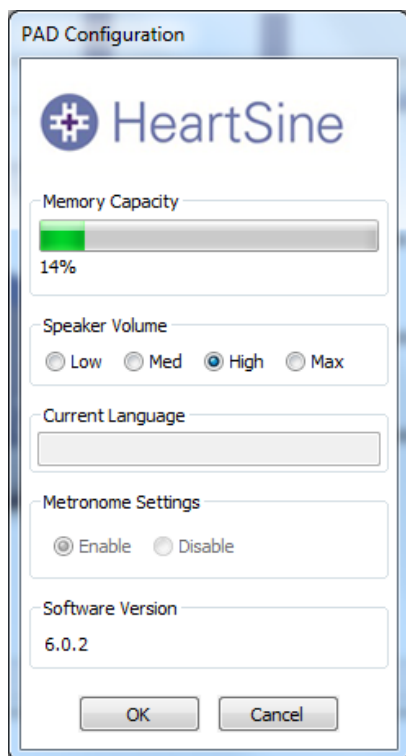 PAD Configuration
HeartSine
Memory Capacity
14%
Speaker Volume
Low Med High Max
Current Language
Metronome Settings
Enable Disable
Software Version
6.0.2
OK Cancel